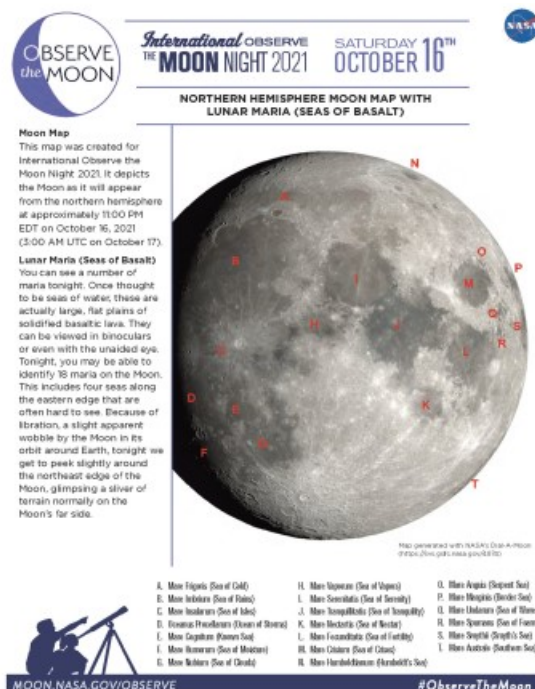 OBSERVE
the MOON
International OBSERVE
THE MOON NIGHT 2021
SATURDAY
OCTOBER 16TH
NASA
NORTHERN HEMISPHERE MOON MAP WITH
LUNAR MARIA (SEAS OF BASALT)
Moon Map
This map was created for
International Observe the
Moon Night 2021. It depicts
the Moon as it will appear
from the northern hemisphere
at approximately 11:00 PM
EDT on October 16, 2021
(3:00 AM UTC on October 17).
Lunar Maria (Seas of Basalt)
You can see a number of
maria tonight. Once thought
to be seas of water, these are
actually large, flat plains of
solidified basaltic lava. They
can be viewed in binoculars
or even with the unaided eye.
Tonight, you may be able to
identify 18 maria on the Moon.
This includes four seas along
the eastern edge that are
often hard to see. Because of
libration, a slight apparent
wobble by the Moon in its
orbit around Earth, tonight we
get to peek slightly around
the northeast edge of the
Moon, glimpsing a sliver of
terrain normally on the
Moon's far side.
N
A
O
B
P
I
M
Q
H
J
S
R
C
L
D
E
K
F
G
T
Map generated with NASA's Dial-A-Moon
A. Mare Frigoris (Sea of Cold)
B. Mare Imbrium (Sea of Rains)
C. Mare Insularum (Sea of Isles)
D. Oceanus Procellarum (Ocean of Storms)
E. Mare Cognitum (Known Sea)
F. Mare Humorum (Sea of Moisture)
G. Mare Nubium (Sea of Clouds)
H. Mare Vaporum (Sea of Vapors)
I. Mare Serenitatis (Sea of Serenity)
J. Mare Tranquillitatis (Sea of Tranquility)
K. Mare Nectaris (Sea of Nectar)
L. Mare Fecunditatis (Sea of Fertility)
M. Mare Crisium (Sea of Crises)
N. Mare Humboldtianum (Humboldt's Sea)
O. Mare Anguis (Serpent Sea)
P. Mare Marginis (Border Sea)
Q. Mare Undarum (Sea of Waves
R. Mare Spumans (Sea of Foam
S. Mare Smythii (Smyth's Sea)
T. Mare Australe (Southern Sea
MOON.NASA.GOV/OBSERVE
#ObserveTheMoon